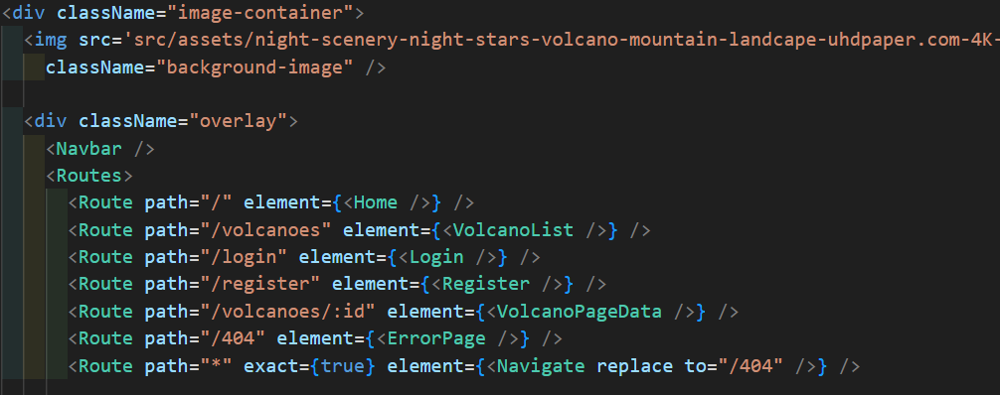 <div className="image-container">
<img src='src/assets/night-scenery-night-stars-volcano-mountain-landcape-uhdpaper.com-4K-
className="background-image" />
<div className="overlay">
<Navbar />
<Routes>
<Route path="/" element={<Home />} />
<Route path="/volcanoes" element={<VolcanoList />} />
<Route path="/login" element={<Login />} />
<Route path="/register" element={<Register />} />
<Route path="/volcanoes/:id" element={<VolcanoPageData />} />
<Route path="/404" element={<ErrorPage />} />
<Route path="*" exact={true} element={<Navigate replace to="/404" />} />